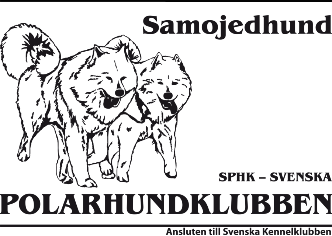 Samojedhund
SPHK – SVENSKA
POLARHUNDKLUBBEN
Ansluten till Svenska Kennelklubben